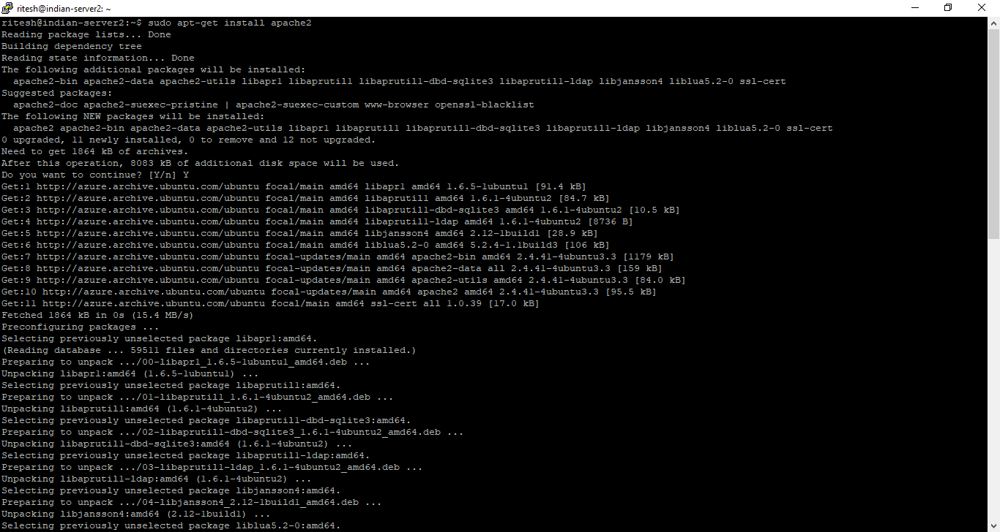 ritesh@indian-server2: ~
ritesh@indian-server2:~$ sudo apt-get install apache2
Reading package lists... Done
Building dependency tree
Reading state information... Done
The following additional packages will be installed:
  apache2-bin apache2-data apache2-utils libapr1 libaprutil1 libaprutil1-dbd-sqlite3 libaprutil1-ldap libjansson4 liblua5.2-0 ssl-cert
Suggested packages:
  apache2-doc apache2-suexec-pristine | apache2-suexec-custom www-browser openssl-blacklist
The following NEW packages will be installed:
  apache2 apache2-bin apache2-data apache2-utils libapr1 libaprutil1 libaprutil1-dbd-sqlite3 libaprutil1-ldap libjansson4 liblua5.2-0 ssl-cert
0 upgraded, 11 newly installed, 0 to remove and 12 not upgraded.
Need to get 1864 kB of archives.
After this operation, 8083 kB of additional disk space will be used.
Do you want to continue? [Y/n] Y
Get:1 http://azure.archive.ubuntu.com/ubuntu focal/main amd64 libapr1 amd64 1.6.5-1ubuntu1 [91.4 kB]
Get:2 http://azure.archive.ubuntu.com/ubuntu focal/main amd64 libaprutil1 amd64 1.6.1-4ubuntu2 [84.7 kB]
Get:3 http://azure.archive.ubuntu.com/ubuntu focal/main amd64 libaprutil1-dbd-sqlite3 amd64 1.6.1-4ubuntu2 [10.5 kB]
Get:4 http://azure.archive.ubuntu.com/ubuntu focal/main amd64 libaprutil1-ldap amd64 1.6.1-4ubuntu2 [8736 B]
Get:5 http://azure.archive.ubuntu.com/ubuntu focal/main amd64 libjansson4 amd64 2.12-1build1 [28.9 kB]
Get:6 http://azure.archive.ubuntu.com/ubuntu focal/main amd64 liblua5.2-0 amd64 5.2.4-1.1build3 [106 kB]
Get:7 http://azure.archive.ubuntu.com/ubuntu focal-updates/main amd64 apache2-bin amd64 2.4.41-4ubuntu3.3 [1179 kB]
Get:8 http://azure.archive.ubuntu.com/ubuntu focal-updates/main amd64 apache2-data all 2.4.41-4ubuntu3.3 [159 kB]
Get:9 http://azure.archive.ubuntu.com/ubuntu focal-updates/main amd64 apache2-utils amd64 2.4.41-4ubuntu3.3 [84.0 kB]
Get:10 http://azure.archive.ubuntu.com/ubuntu focal-updates/main amd64 apache2 amd64 2.4.41-4ubuntu3.3 [95.5 kB]
Get:11 http://azure.archive.ubuntu.com/ubuntu focal/main amd64 ssl-cert all 1.0.39 [17.0 kB]
Fetched 1864 kB in 0s (15.4 MB/s)
Preconfiguring packages ...
Selecting previously unselected package libapr1:amd64.
(Reading database ... 59511 files and directories currently installed.)
Preparing to unpack .../00-libapr1_1.6.5-1ubuntu1_amd64.deb ...
Unpacking libapr1:amd64 (1.6.5-1ubuntu1) ...
Selecting previously unselected package libaprutil1:amd64.
Preparing to unpack .../01-libaprutil1_1.6.1-4ubuntu2_amd64.deb ...
Unpacking libaprutil1:amd64 (1.6.1-4ubuntu2) ...
Selecting previously unselected package libaprutil1-dbd-sqlite3:amd64.
Preparing to unpack .../02-libaprutil1-dbd-sqlite3_1.6.1-4ubuntu2_amd64.deb ...
Unpacking libaprutil1-dbd-sqlite3:amd64 (1.6.1-4ubuntu2) ...
Selecting previously unselected package libaprutil1-ldap:amd64.
Preparing to unpack .../03-libaprutil1-ldap_1.6.1-4ubuntu2_amd64.deb ...
Unpacking libaprutil1-ldap:amd64 (1.6.1-4ubuntu2) ...
Selecting previously unselected package libjansson4:amd64.
Preparing to unpack .../04-libjansson4_2.12-1build1_amd64.deb ...
Unpacking libjansson4:amd64 (2.12-1build1) ...
Selecting previously unselected package liblua5.2-0:amd64.